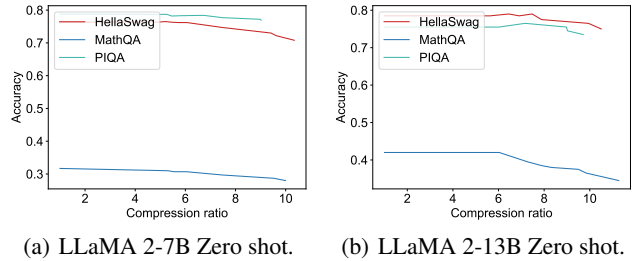 HellaSwag
MathQA
PIQA
0.7
0.6
0.5
0.4
0.3
Accuracy
2 4 6 8 10
Compression ratio
(a) LLaMA 2-7B Zero shot.
0.8
HellaSwag
MathQA
PIQA
0.7
0.6
0.5
0.4
Accuracy
2 4 6 8 10
Compression ratio
(b) LLaMA 2-13B Zero shot.